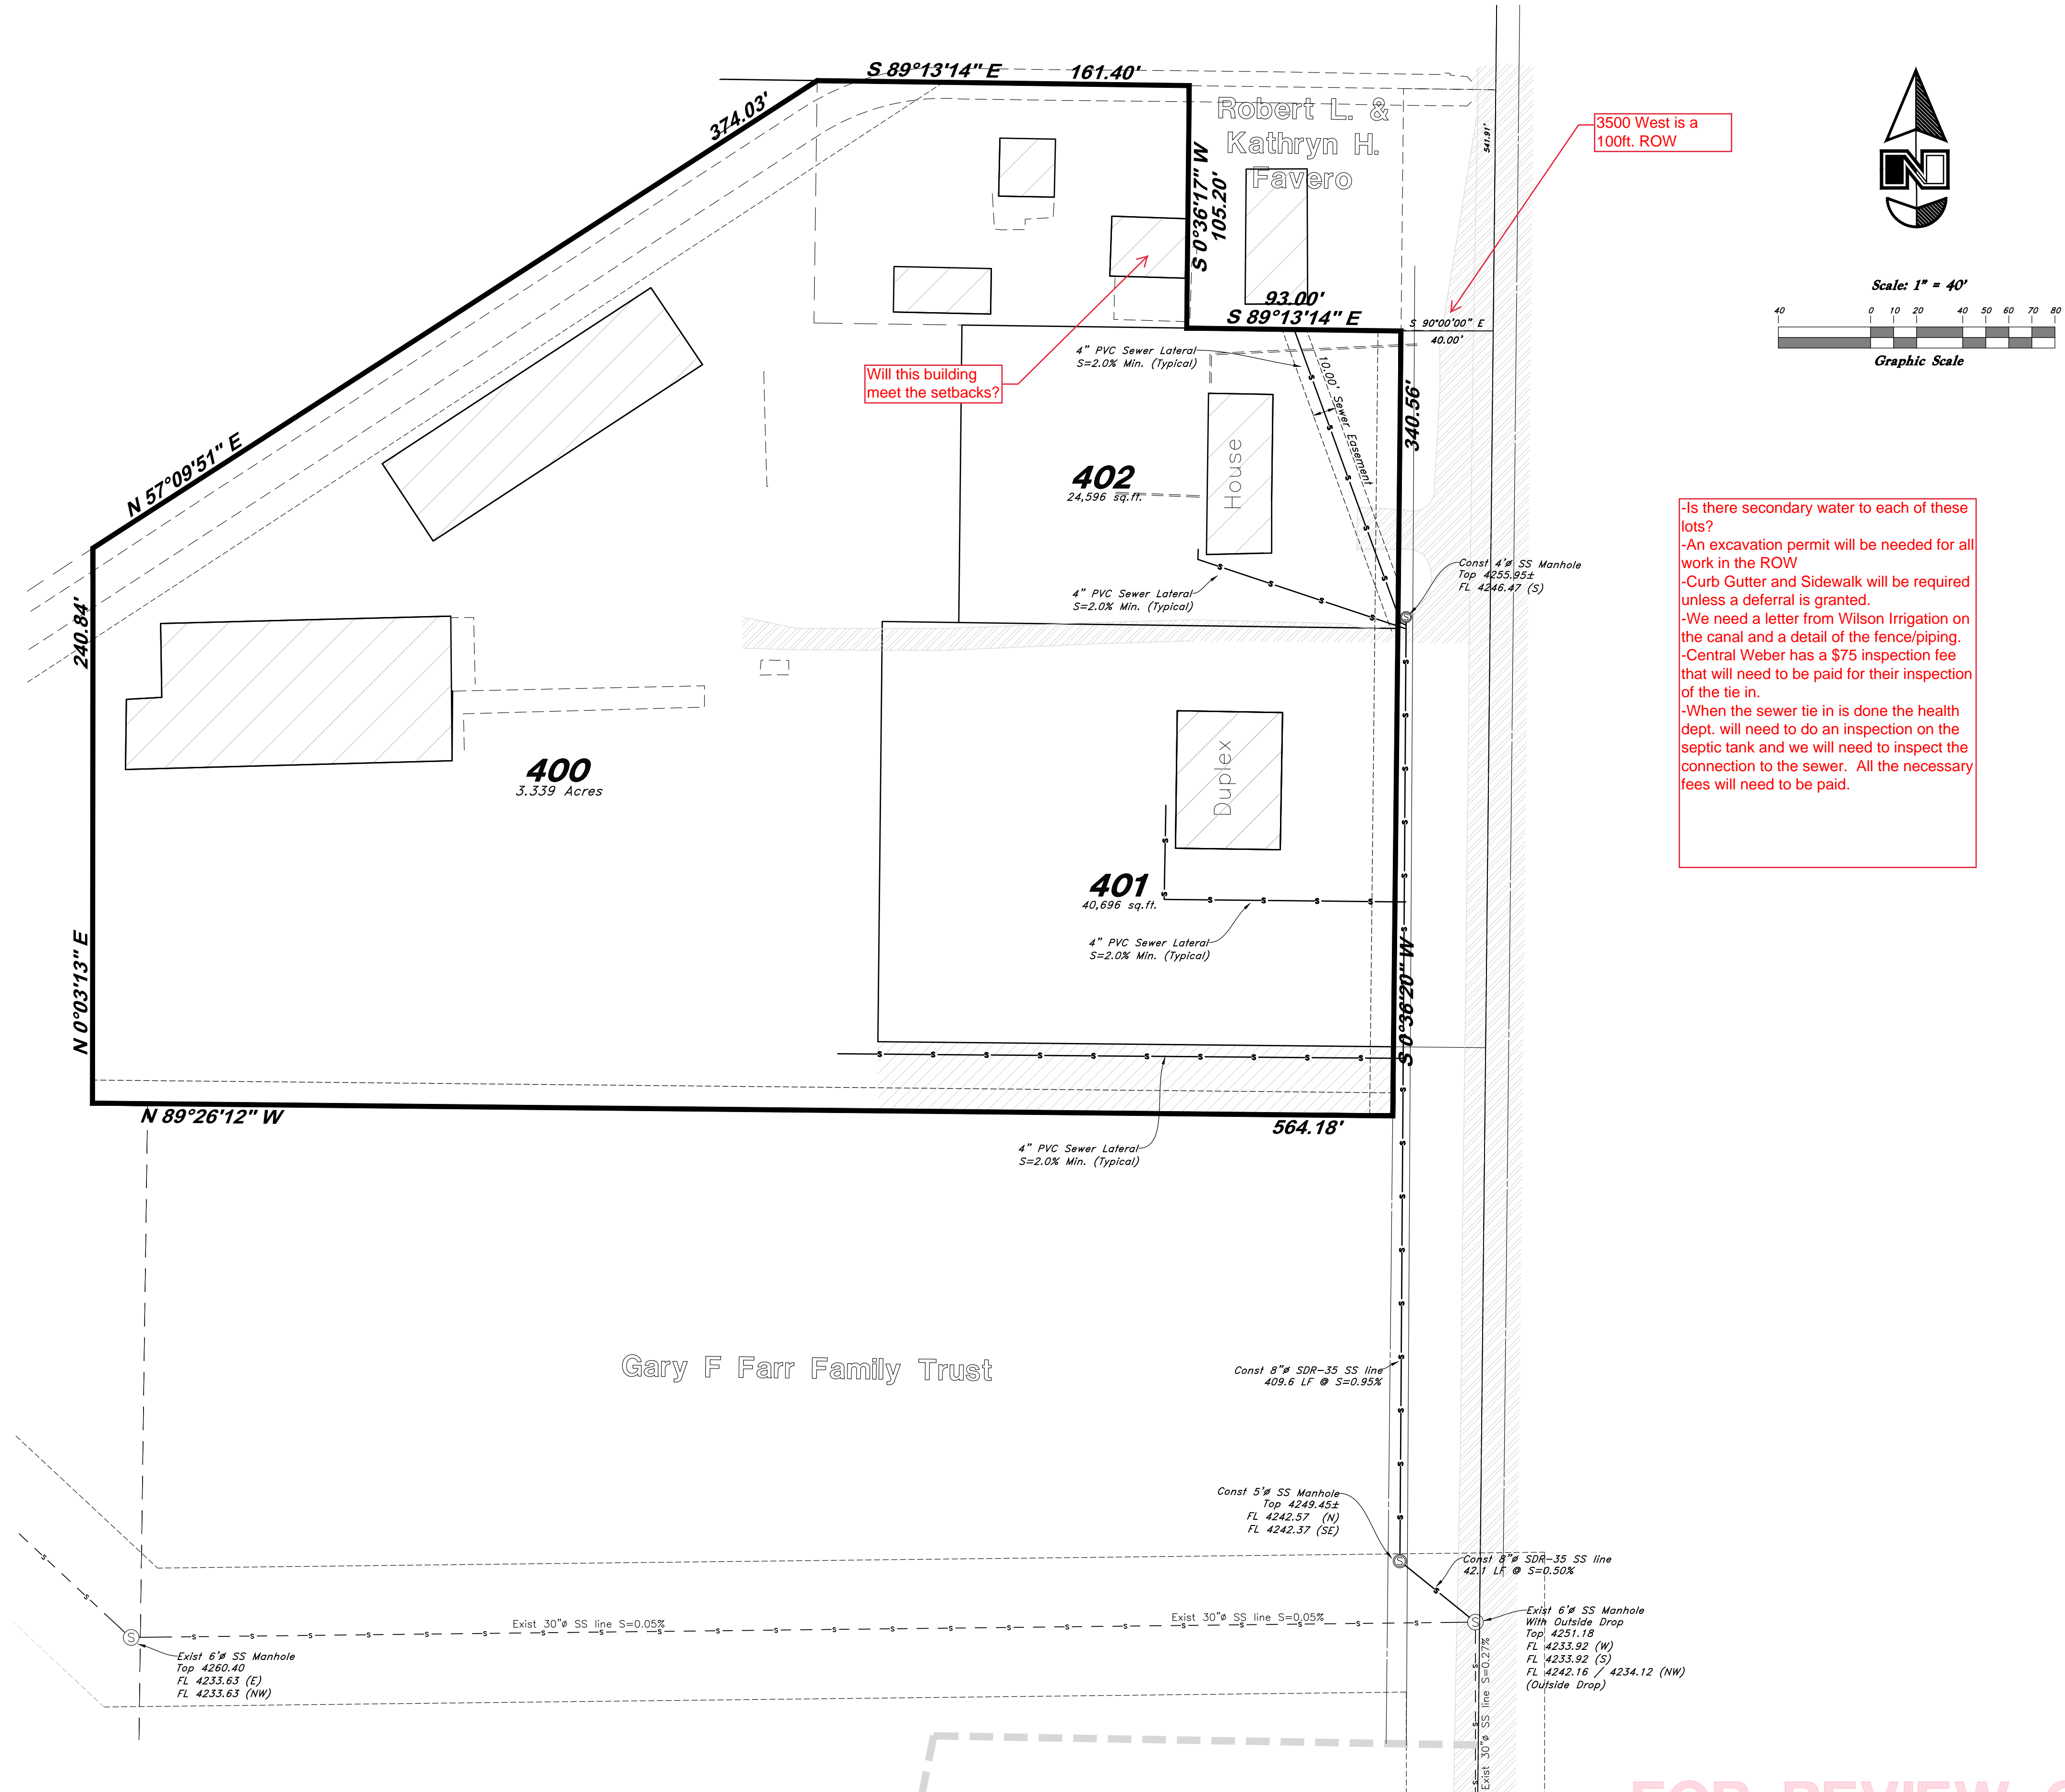 S 89°13'14" E 161.40'
374.03'
Robert L. &
Kathryn H.
Favero
S 0°36'17" W
105.20'
541.91'
3500 West is a
100ft. ROW
Scale: 1" = 40'
40 0 10 20 40 50 60 70 80
Graphic Scale
93.00'
S 89°13'14" E
S 90°00'00" E
40.00'
4" PVC Sewer Lateral
S=2.0% Min. (Typical)
10.00' Sewer Easement
Will this building
meet the setbacks?
340.56'
N 57°09'51" E
402
24,596 sq.ft.
House
-Is there secondary water to each of these
lots?
-An excavation permit will be needed for all
work in the ROW
-Curb Gutter and Sidewalk will be required
unless a deferral is granted.
-We need a letter from Wilson Irrigation on
the canal and a detail of the fence/piping.
-Central Weber has a $75 inspection fee
that will need to be paid for their inspection
of the tie in.
-When the sewer tie in is done the health
dept. will need to do an inspection on the
septic tank and we will need to inspect the
connection to the sewer. All the necessary
fees will need to be paid.
Const 4'ø SS Manhole
Top 4255.95±
FL 4246.47 (S)
4" PVC Sewer Lateral
S=2.0% Min. (Typical)
240.84'
400
3.339 Acres
Duplex
401
40,696 sq.ft.
4" PVC Sewer Lateral
S=2.0% Min. (Typical)
N 0°03'13" E
S 0°36'20" W
N 89°26'12" W
564.18'
4" PVC Sewer Lateral
S=2.0% Min. (Typical)
Gary F Farr Family Trust
Const 8"ø SDR-35 SS line
409.6 LF @ S=0.95%
Const 5'ø SS Manhole
Top 4249.45±
FL 4242.57 (N)
FL 4242.37 (SE)
Const 8"ø SDR-35 SS line
42.1 LF @ S=0.50%
Exist 30"ø SS line S=0.05%
Exist 30"ø SS line S=0.05%
Exist 6'ø SS Manhole
Top 4260.40
FL 4233.63 (E)
FL 4233.63 (NW)
Exist 6'ø SS Manhole
With Outside Drop
Top 4251.18
FL 4233.92 (W)
FL 4233.92 (S)
FL 4242.16 / 4234.12 (NW)
(Outside Drop)
Exist 30"ø SS line S=0.27%
FOR REVIEW